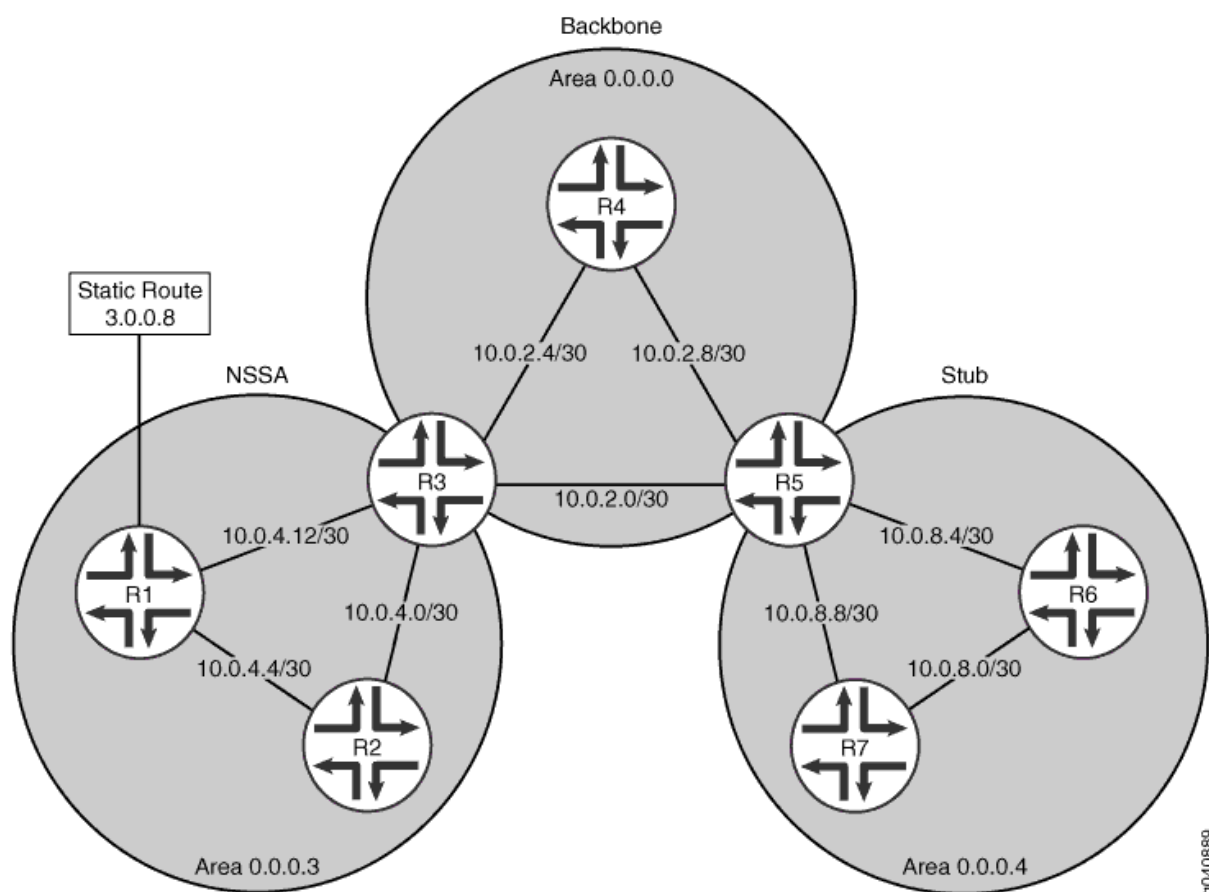 Backbone
Area 0.0.0.0
R4
Static Route
3.0.0.8
10.0.2.4/30
10.0.2.8/30
NSSA
Stub
R3
R5
10.0.2.0/30
10.0.4.12/30
10.0.8.4/30
R1
R6
10.0.4.0/30
10.0.8.8/30
10.0.4.4/30
10.0.8.0/30
R2
R7
Area 0.0.0.3
Area 0.0.0.4
g040889